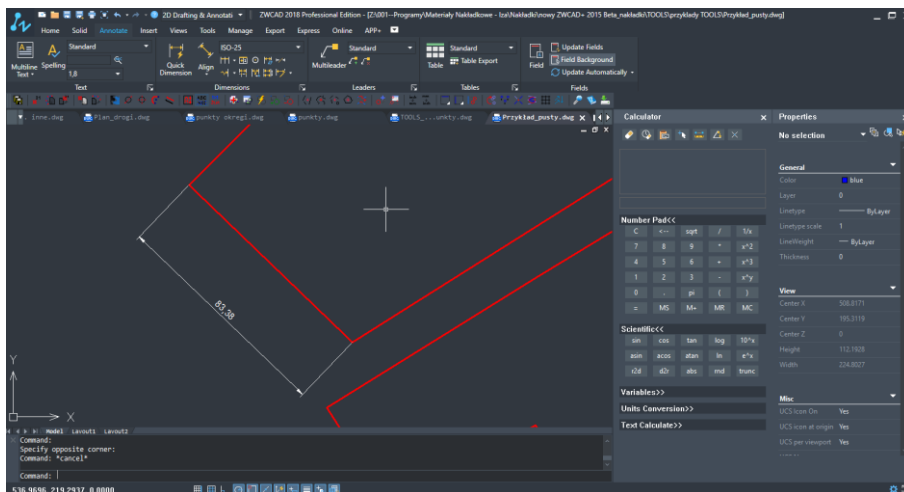 2D Drafting & Annotati
ZWCAD 2018 Professional Edition - [Z:\001--Programy\Materiały Nakładkowe - Iza\Nakładki\nowy ZWCAD+ 2015 Beta_nakładki\TOOLS\przyklady TOOLS\Przykład_pusty.dwg]
Home Solid Annotate Insert Views Tools Manage Export Express Online APP+
Multiline Text
Spelling
Standard
1,8
Text
Quick Dimension
Align
ISO-25
Dimensions
Multileader
Standard
Leaders
Table
Standard
Table Export
Tables
Field
Update Fields
Field Background
Update Automatically
Fields
inne.dwg Plan_drogi.dwg punkty okregi.dwg punkty.dwg TOOLS_...unkty.dwg Przykład_pusty.dwg
83,38
Y
X
Model Layout1 Layout2
Command:
Specify opposite corner:
Command: *cancel*
Command:
536.9696, 219.2937, 0.0000
Calculator
Number Pad<<
C <-- sqrt / 1/x
7 8 9 * x^2
4 5 6 + x^3
1 2 3 - x^y
0 . pi ( )
= MS M+ MR MC
Scientific<<
sin cos tan log 10^x
asin acos atan ln e^x
r2d d2r abs rnd trunc
Variables>>
Units Conversion>>
Text Calculate>>
Properties
No selection
General
Color blue
Layer 0
Linetype ByLayer
Linetype scale 1
LineWeight ByLayer
Thickness 0
View
Center X 508.8171
Center Y 195.3119
Center Z 0
Height 112.1928
Width 224.8027
Misc
UCS icon On Yes
UCS icon at origin Yes
UCS per viewport Yes